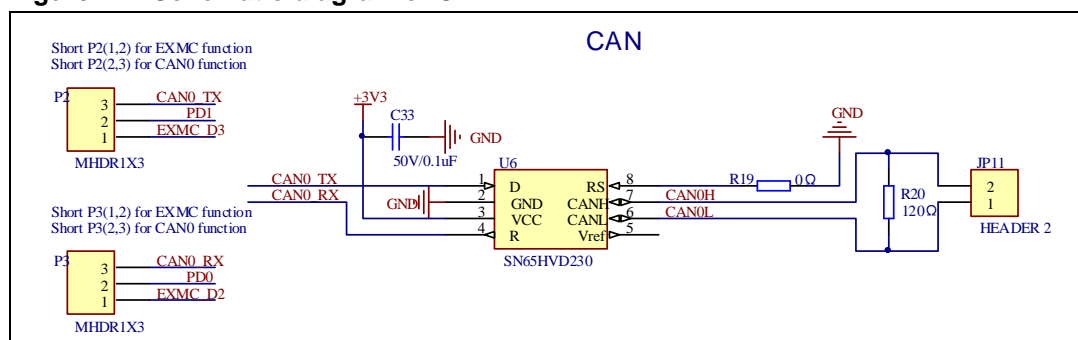 CAN
Short P2(1,2) for EXMC function
Short P2(2,3) for CAN0 function
P2
3 CAN0_TX
2 PD1
1 EXMC_D3
MHDR1X3
+3V3
C33
GND
50V/0.1uF
U6
CAN0_TX 1 D
GND 2 GND
3 VCC
CAN0_RX 4 R
RS 8 R19 0Ω GND
CANH 7 CAN0H
CANL 6 CAN0L
Vref 5
SN65HVD230
R20
120Ω
JP11
2
1
HEADER 2
Short P3(1,2) for EXMC function
Short P3(2,3) for CAN0 function
P3
3 CAN0_RX
2 PD0
1 EXMC_D2
MHDR1X3